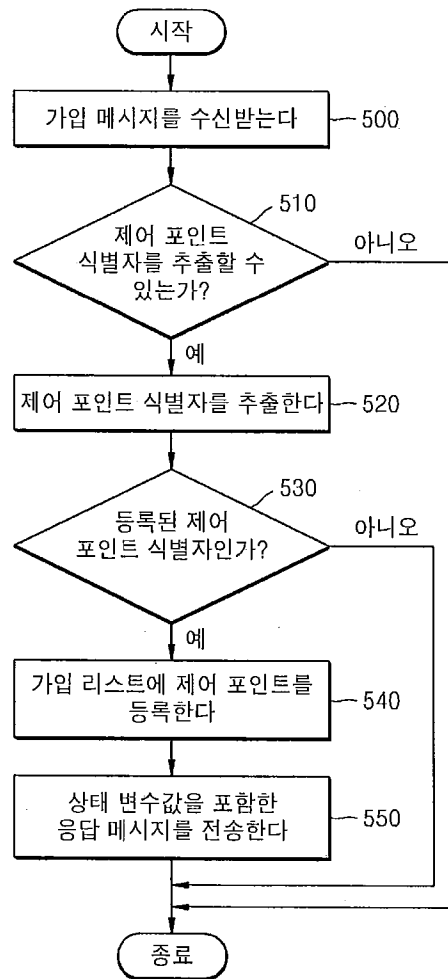 시작
가입 메시지를 수신받는다
500
510
제어 포인트
식별자를 추출할 수
있는가?
아니오
예
제어 포인트 식별자를 추출한다
520
530
등록된 제어
포인트 식별자인가?
아니오
예
가입 리스트에 제어 포인트를
등록한다
540
상태 변수값을 포함한
응답 메시지를 전송한다
550
종료